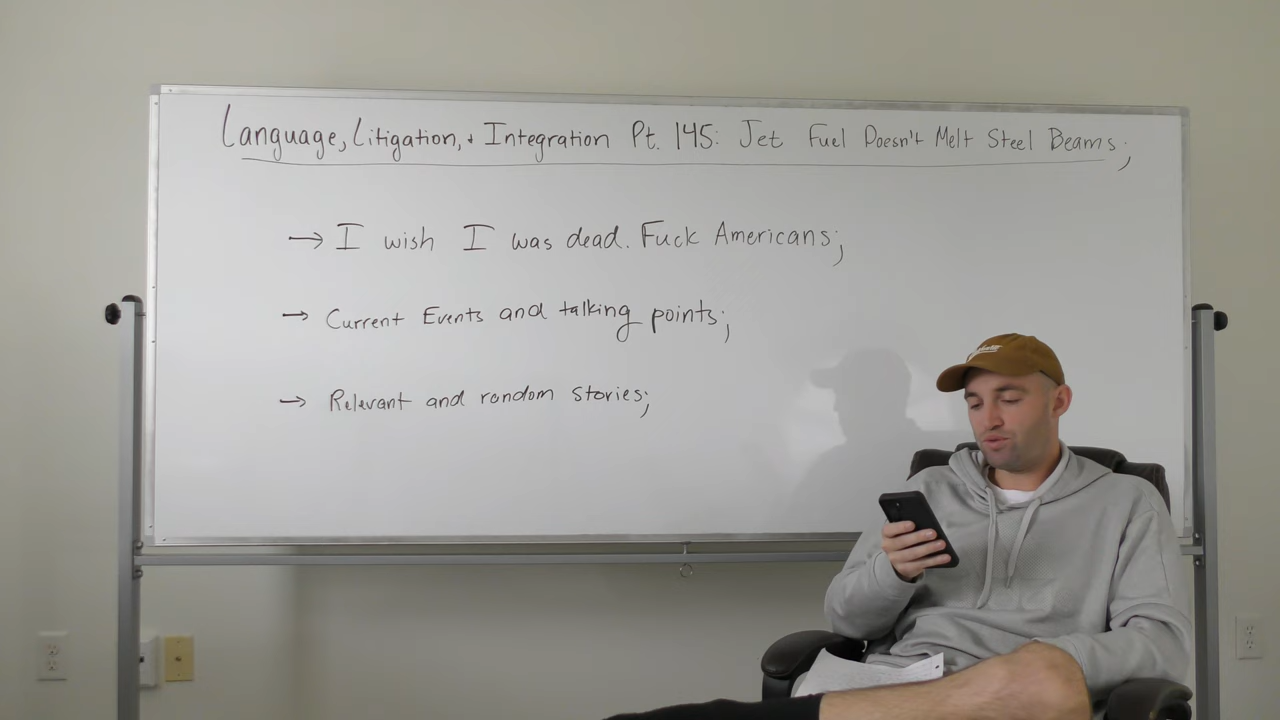 Language, Litigation, + Integration Pt. 145: Jet Fuel Doesn't Melt Steel Beams;
→ I wish I was dead. Fuck Americans;
→ Current Events and talking points;
→ Relevant and random stories;